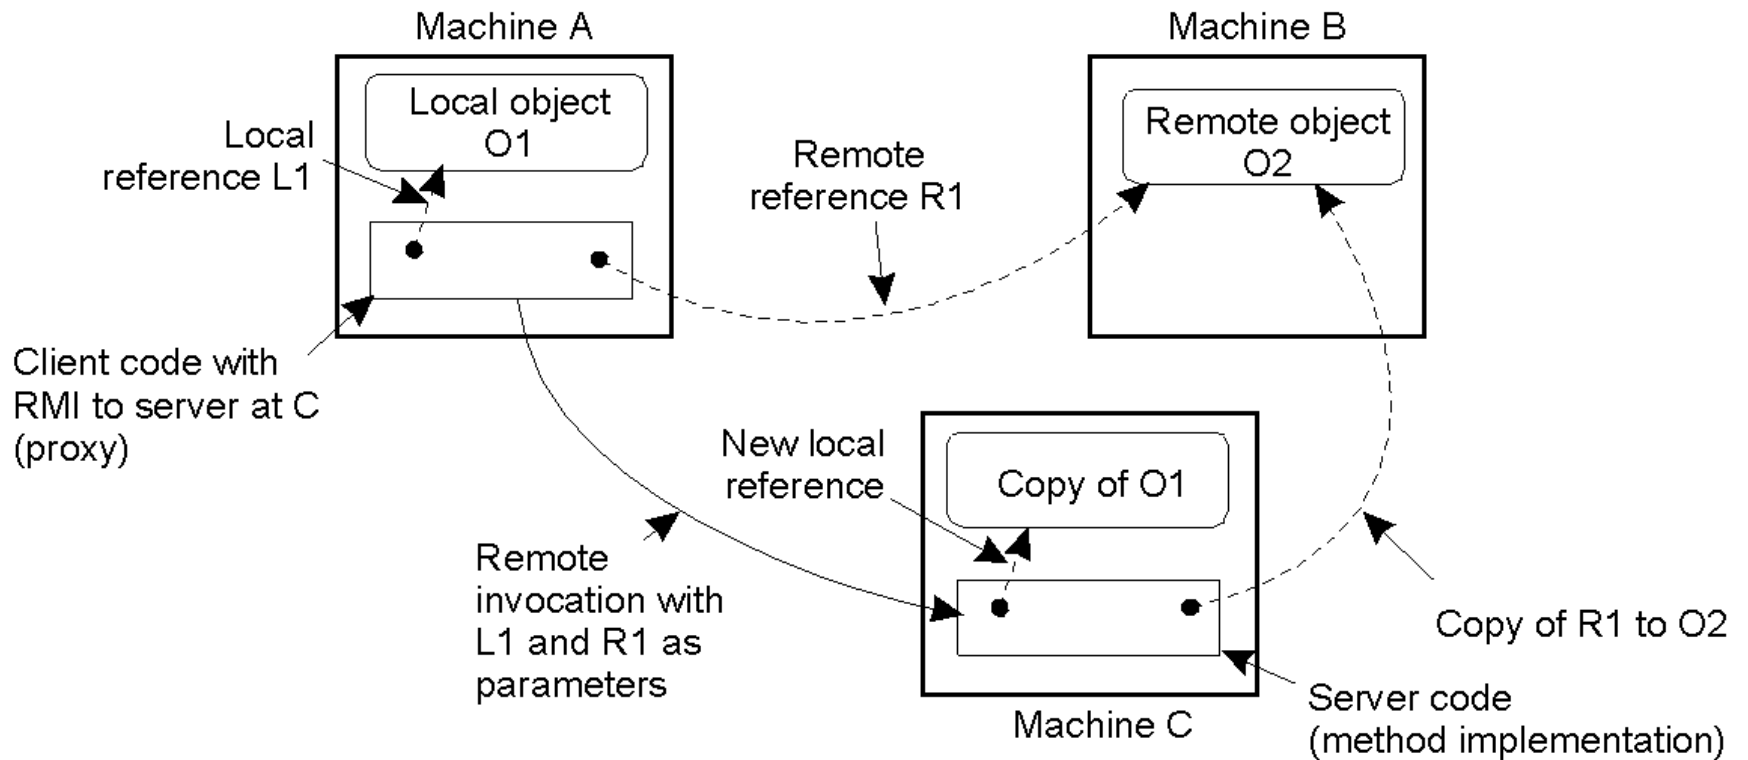 Machine A
Machine B
Local object
O1
Local
reference L1
Remote object
O2
Remote
reference R1
Client code with
RMI to server at C
(proxy)
New local
reference
Copy of O1
Remote
invocation with
L1 and R1 as
parameters
Copy of R1 to O2
Server code
(method implementation)
Machine C